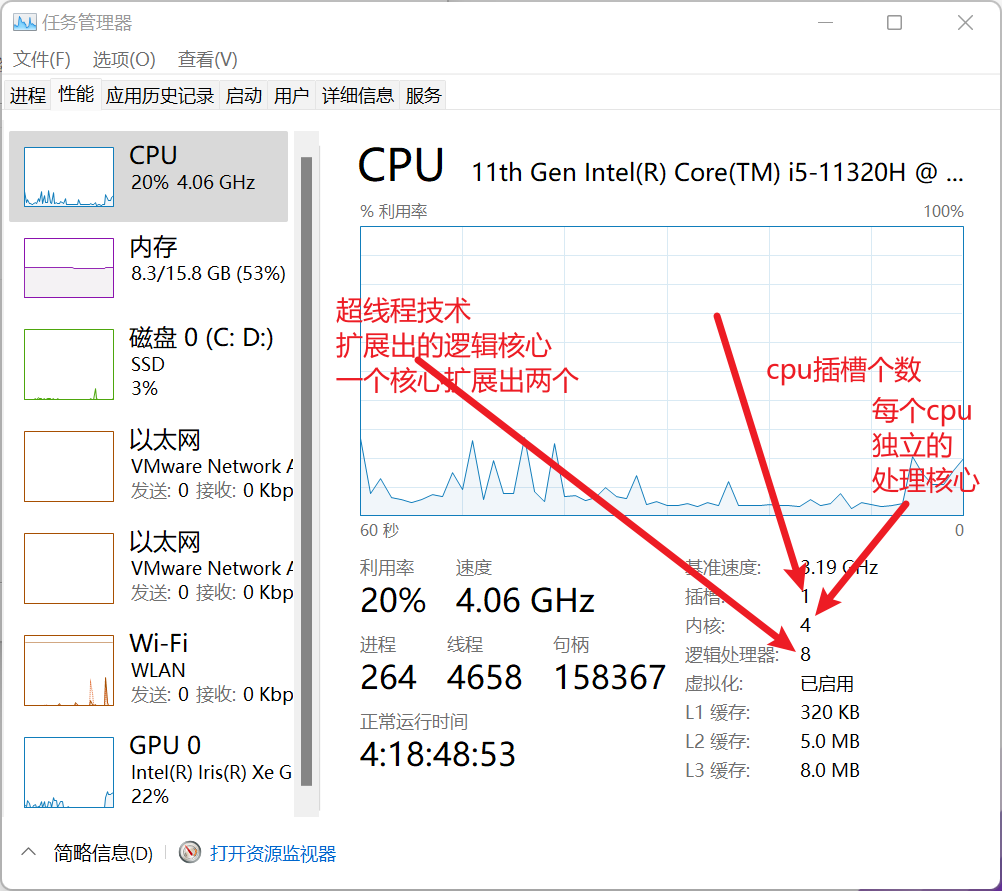 任务管理器
文件(F) 选项(O) 查看(V)
进程 性能 应用历史记录 启动 用户 详细信息 服务
CPU
20% 4.06 GHz
内存
8.3/15.8 GB (53%)
磁盘 0 (C: D:)
SSD
3%
以太网
VMware Network A
发送: 0 接收: 0 Kbp
以太网
VMware Network A
发送: 0 接收: 0 Kbp
Wi-Fi
WLAN
发送: 0 接收: 0 Kbp
GPU 0
Intel(R) Iris(R) Xe G
22%
CPU 11th Gen Intel(R) Core(TM) i5-11320H @ ...
% 利用率 100%
超线程技术
扩展出的逻辑核心
一个核心扩展出两个
cpu插槽个数
每个cpu
独立的
处理核心
60 秒 0
利用率 速度
20% 4.06 GHz
进程 线程 句柄
264 4658 158367
正常运行时间
4:18:48:53
基准速度: 3.19 GHz
插槽: 1
内核: 4
逻辑处理器: 8
虚拟化: 已启用
L1 缓存: 320 KB
L2 缓存: 5.0 MB
L3 缓存: 8.0 MB
简略信息(D) 打开资源监视器